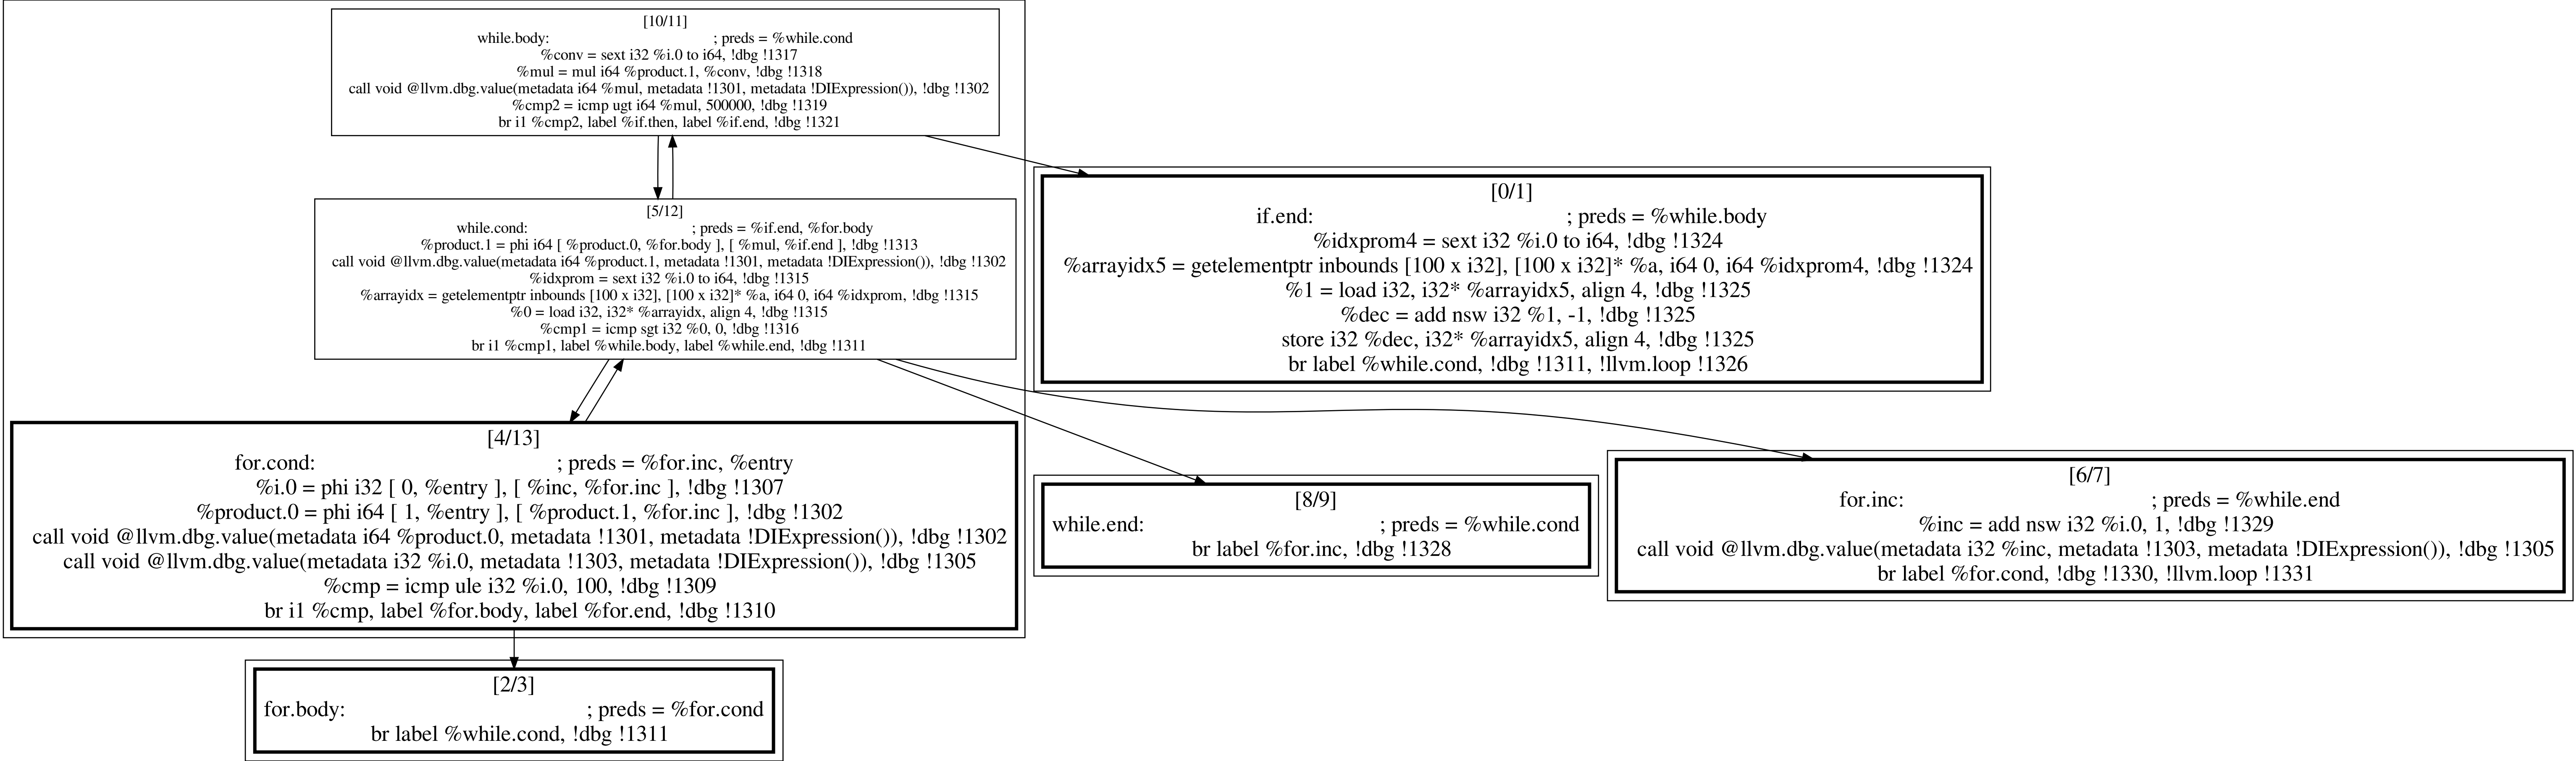 [10/11]
while.body: ; preds = %while.cond
%conv = sext i32 %i.0 to i64, !dbg !1317
%mul = mul i64 %product.1, %conv, !dbg !1318
call void @llvm.dbg.value(metadata i64 %mul, metadata !1301, metadata !DIExpression()), !dbg !1302
%cmp2 = icmp ugt i64 %mul, 500000, !dbg !1319
br i1 %cmp2, label %if.then, label %if.end, !dbg !1321
[0/1]
if.end: ; preds = %while.body
%idxprom4 = sext i32 %i.0 to i64, !dbg !1324
%arrayidx5 = getelementptr inbounds [100 x i32], [100 x i32]* %a, i64 0, i64 %idxprom4, !dbg !1324
%1 = load i32, i32* %arrayidx5, align 4, !dbg !1325
%dec = add nsw i32 %1, -1, !dbg !1325
store i32 %dec, i32* %arrayidx5, align 4, !dbg !1325
br label %while.cond, !dbg !1311, !llvm.loop !1326
[5/12]
while.cond: ; preds = %if.end, %for.body
%product.1 = phi i64 [ %product.0, %for.body ], [ %mul, %if.end ], !dbg !1313
call void @llvm.dbg.value(metadata i64 %product.1, metadata !1301, metadata !DIExpression()), !dbg !1302
%idxprom = sext i32 %i.0 to i64, !dbg !1315
%arrayidx = getelementptr inbounds [100 x i32], [100 x i32]* %a, i64 0, i64 %idxprom, !dbg !1315
%0 = load i32, i32* %arrayidx, align 4, !dbg !1315
%cmp1 = icmp sgt i32 %0, 0, !dbg !1316
br i1 %cmp1, label %while.body, label %while.end, !dbg !1311
[4/13]
for.cond: ; preds = %for.inc, %entry
%i.0 = phi i32 [ 0, %entry ], [ %inc, %for.inc ], !dbg !1307
%product.0 = phi i64 [ 1, %entry ], [ %product.1, %for.inc ], !dbg !1302
call void @llvm.dbg.value(metadata i64 %product.0, metadata !1301, metadata !DIExpression()), !dbg !1302
call void @llvm.dbg.value(metadata i32 %i.0, metadata !1303, metadata !DIExpression()), !dbg !1305
%cmp = icmp ule i32 %i.0, 100, !dbg !1309
br i1 %cmp, label %for.body, label %for.end, !dbg !1310
[8/9]
while.end: ; preds = %while.cond
br label %for.inc, !dbg !1328
[6/7]
for.inc: ; preds = %while.end
%inc = add nsw i32 %i.0, 1, !dbg !1329
call void @llvm.dbg.value(metadata i32 %inc, metadata !1303, metadata !DIExpression()), !dbg !1305
br label %for.cond, !dbg !1330, !llvm.loop !1331
[2/3]
for.body: ; preds = %for.cond
br label %while.cond, !dbg !1311